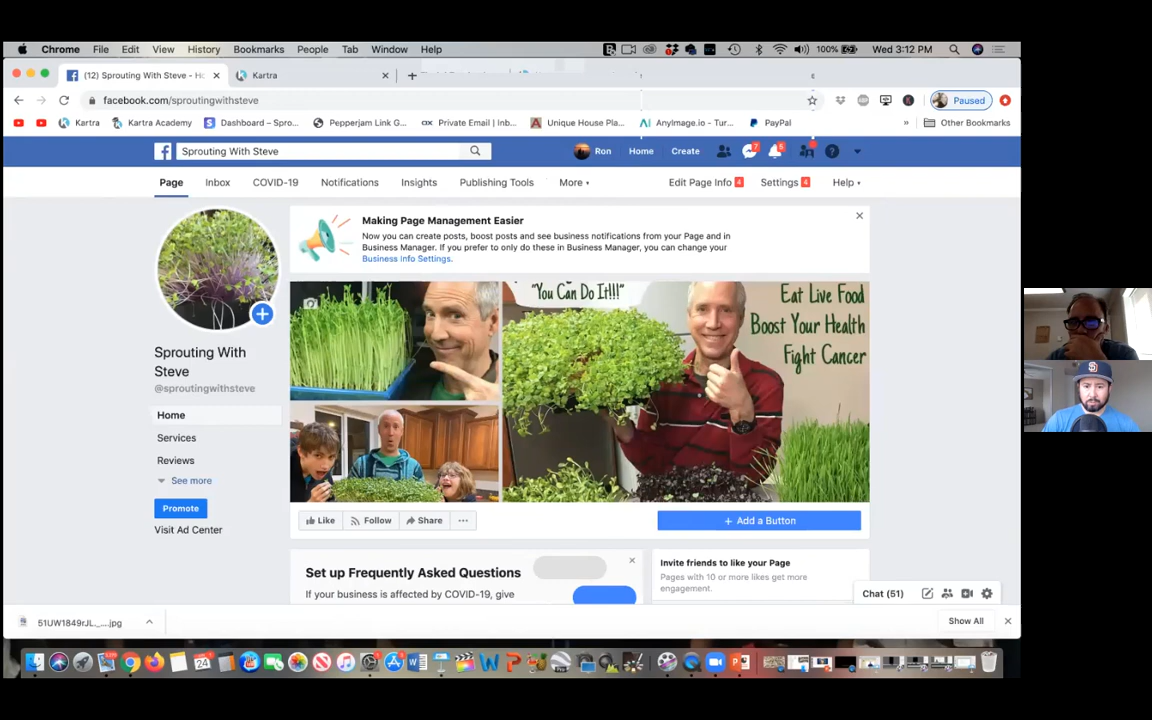 Chrome File Edit View History Bookmarks People Tab Window Help 100% Wed 3:12 PM
(12) Sprouting With Steve - Ho Kartra
facebook.com/sproutingwithsteve Paused
Kartra Kartra Academy Dashboard – Spro... Pepperjam Link G... Private Email | Inb... Unique House Pla... AnyImage.io - Tur... PayPal » Other Bookmarks
Sprouting With Steve Ron Home Create 7 5
Page Inbox COVID-19 Notifications Insights Publishing Tools More Edit Page Info 4 Settings 4 Help
Making Page Management Easier
Now you can create posts, boost posts and see business notifications from your Page and in
Business Manager. If you prefer to only do these in Business Manager, you can change your
Business Info Settings.
"You Can Do It!!!"
Eat Live Food
Boost Your Health
Fight Cancer
Sprouting With
Steve
@sproutingwithsteve
Home
Services
Reviews
See more
Promote
Visit Ad Center
Like Follow Share ... + Add a Button
Set up Frequently Asked Questions
If your business is affected by COVID-19, give
Invite friends to like your Page
Pages with 10 or more likes get more
engagement.
Chat (51)
51UW1849rJL._....jpg Show All
24